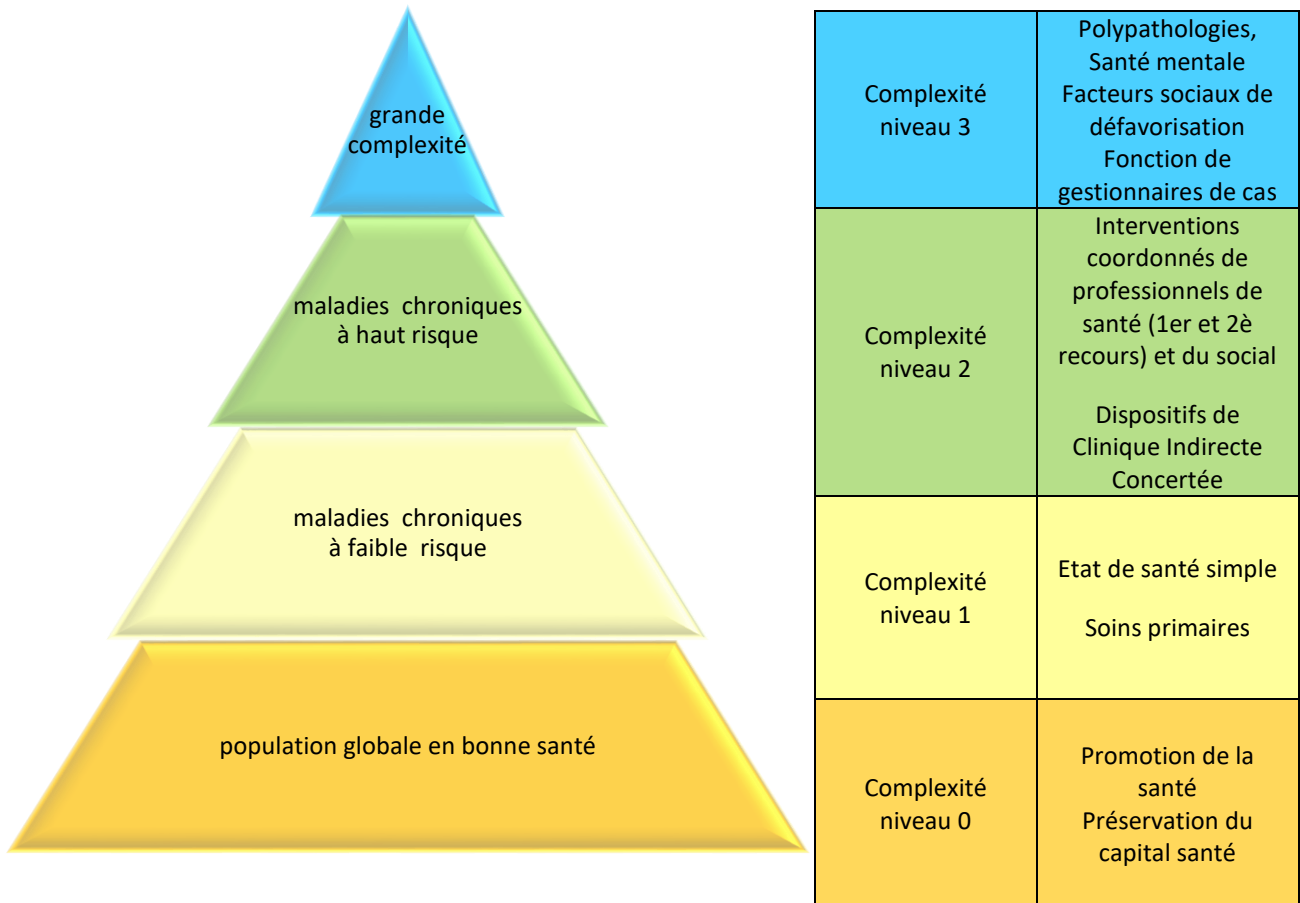 grande
complexité
maladies chroniques
à haut risque
maladies chroniques
à faible risque
population globale en bonne santé
Complexité
niveau 3
Polypathologies,
Santé mentale
Facteurs sociaux de
défavorisation
Fonction de
gestionnaires de cas
Complexité
niveau 2
Interventions
coordonnés de
professionnels de
santé (1er et 2è
recours) et du social
Dispositifs de
Clinique Indirecte
Concertée
Complexité
niveau 1
Etat de santé simple
Soins primaires
Complexité
niveau 0
Promotion de la
santé
Préservation du
capital santé